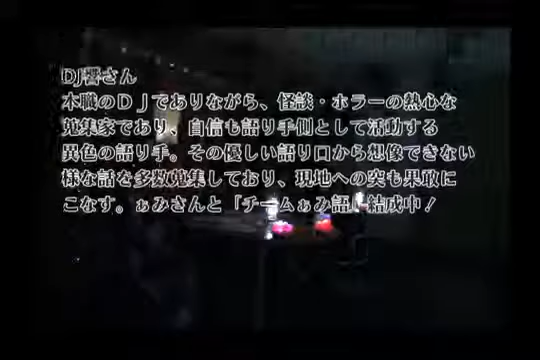 DJ響さん
本職のDJでありながら、怪談・ホラーの熱心な
蒐集家であり、自信も語り手側として活動する
異色の語り手。その優しい語り口から想像できない
様な話を多数蒐集しており、現地への突も果敢に
こなす。ぁみさんと「チームぁみ語」結成中！